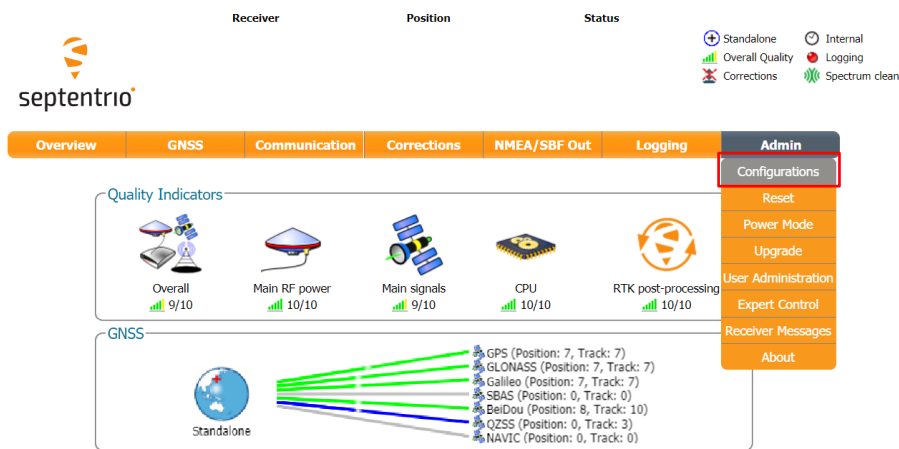 Receiver Position Status
Standalone Internal
Overall Quality Logging
Corrections Spectrum clean
septentrio
Overview GNSS Communication Corrections NMEA/SBF Out Logging Admin
Configurations
Reset
Power Mode
Upgrade
User Administration
Expert Control
Receiver Messages
About
Quality Indicators
Overall Main RF power Main signals CPU RTK post-processing
9/10 10/10 9/10 10/10 10/10
GNSS
GPS (Position: 7, Track: 7)
GLONASS (Position: 7, Track: 7)
Galileo (Position: 7, Track: 7)
SBAS (Position: 0, Track: 0)
BeiDou (Position: 8, Track: 10)
QZSS (Position: 0, Track: 3)
NAVIC (Position: 0, Track: 0)
Standalone